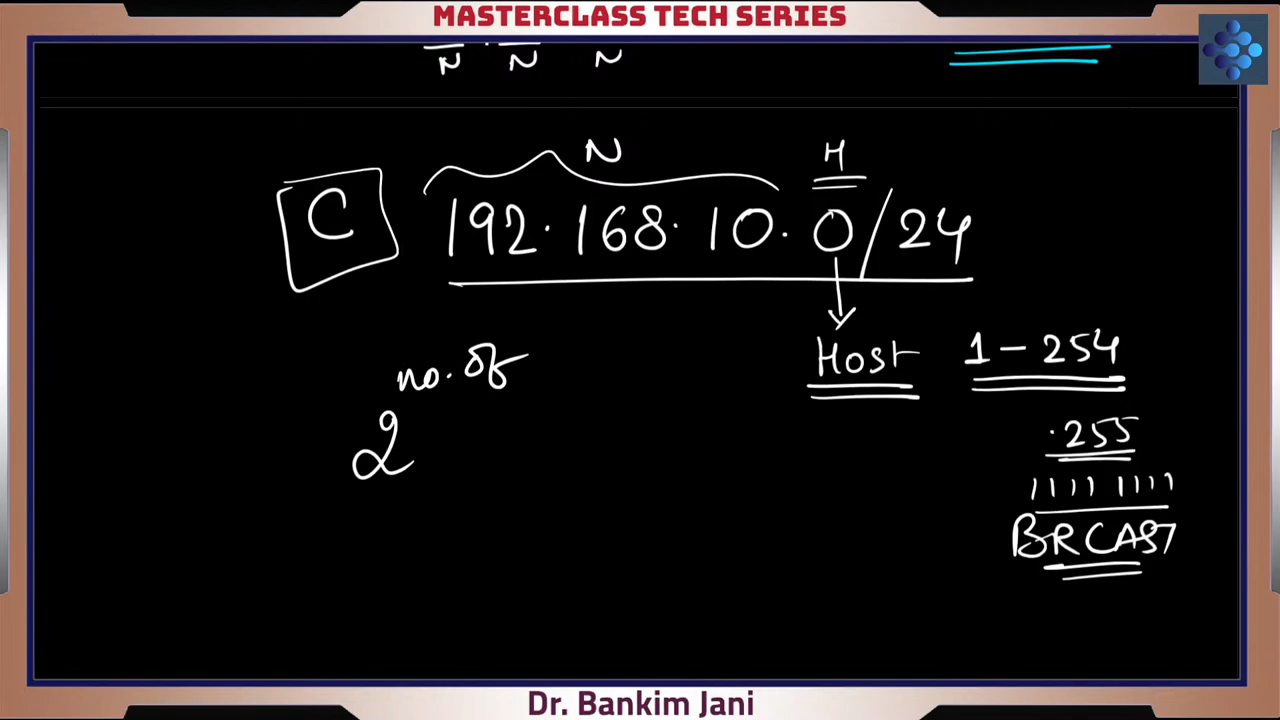 MASTERCLASS TECH SERIES
N N N
N H
C 192.168.10.0/24
Host 1 - 254
no. of
2
.255
1111 1111
BRCAST
Dr. Bankim Jani